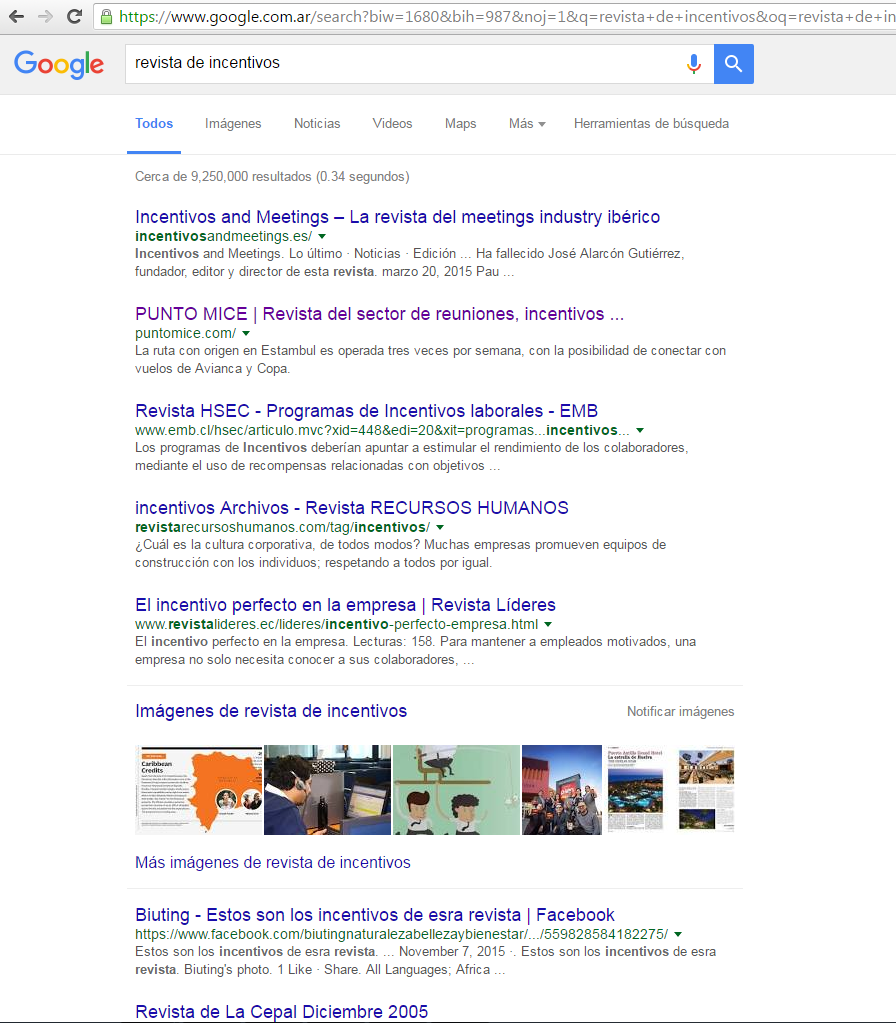 https://www.google.com.ar/search?biw=1680&bih=987&noj=1&q=revista+de+incentivos&oq=revista+de+in
Google
revista de incentivos
Todos Imágenes Noticias Videos Maps Más Herramientas de búsqueda
Cerca de 9,250,000 resultados (0.34 segundos)
Incentivos and Meetings – La revista del meetings industry ibérico
incentivosandmeetings.es/
Incentivos and Meetings. Lo último · Noticias · Edición ... Ha fallecido José Alarcón Gutiérrez,
fundador, editor y director de esta revista. marzo 20, 2015 Pau ...
PUNTO MICE | Revista del sector de reuniones, incentivos ...
puntomice.com/
La ruta con origen en Estambul es operada tres veces por semana, con la posibilidad de conectar con
vuelos de Avianca y Copa.
Revista HSEC - Programas de Incentivos laborales - EMB
www.emb.cl/hsec/articulo.mvc?xid=448&edi=20&xit=programas...incentivos...
Los programas de Incentivos deberían apuntar a estimular el rendimiento de los colaboradores,
mediante el uso de recompensas relacionadas con objetivos ...
incentivos Archivos - Revista RECURSOS HUMANOS
revistarecursoshumanos.com/tag/incentivos/
¿Cuál es la cultura corporativa, de todos modos? Muchas empresas promueven equipos de
construcción con los individuos; respetando a todos por igual.
El incentivo perfecto en la empresa | Revista Líderes
www.revistalideres.ec/lideres/incentivo-perfecto-empresa.html
El incentivo perfecto en la empresa. Lecturas: 158. Para mantener a empleados motivados, una
empresa no solo necesita conocer a sus colaboradores, ...
Imágenes de revista de incentivos
Notificar imágenes
Caribbean
Credits
Puerto Antilla Grand Hotel
La estrella de Huelva
Más imágenes de revista de incentivos
Biuting - Estos son los incentivos de esra revista | Facebook
https://www.facebook.com/biutingnaturalezabellezaybienestar/.../559828584182275/
Estos son los incentivos de esra revista. ... November 7, 2015 ·. Estos son los incentivos de esra
revista. Biuting's photo. 1 Like · Share. All Languages; Africa ...
Revista de La Cepal Diciembre 2005